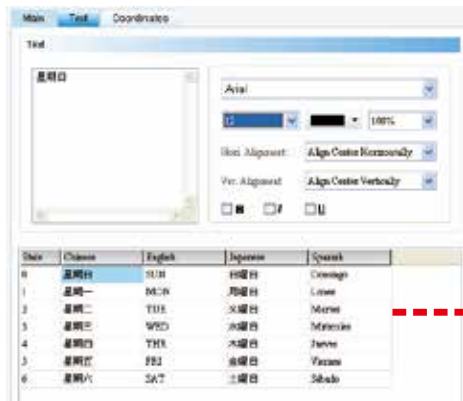 Main Text Coordinates
Text
星期日
Arial
12 100%
Hori. Alignment: Align Center Horizontally
Ver. Alignment: Align Center Vertically
B I U
State Chinese English Japanese Spanish
0 星期日 SUN 日曜日 Domingo
1 星期一 MON 月曜日 Lunes
2 星期二 TUE 火曜日 Martes
3 星期三 WED 水曜日 Miercoles
4 星期四 THR 木曜日 Jueves
5 星期五 FRI 金曜日 Viernes
6 星期六 SAT 土曜日 Sábado